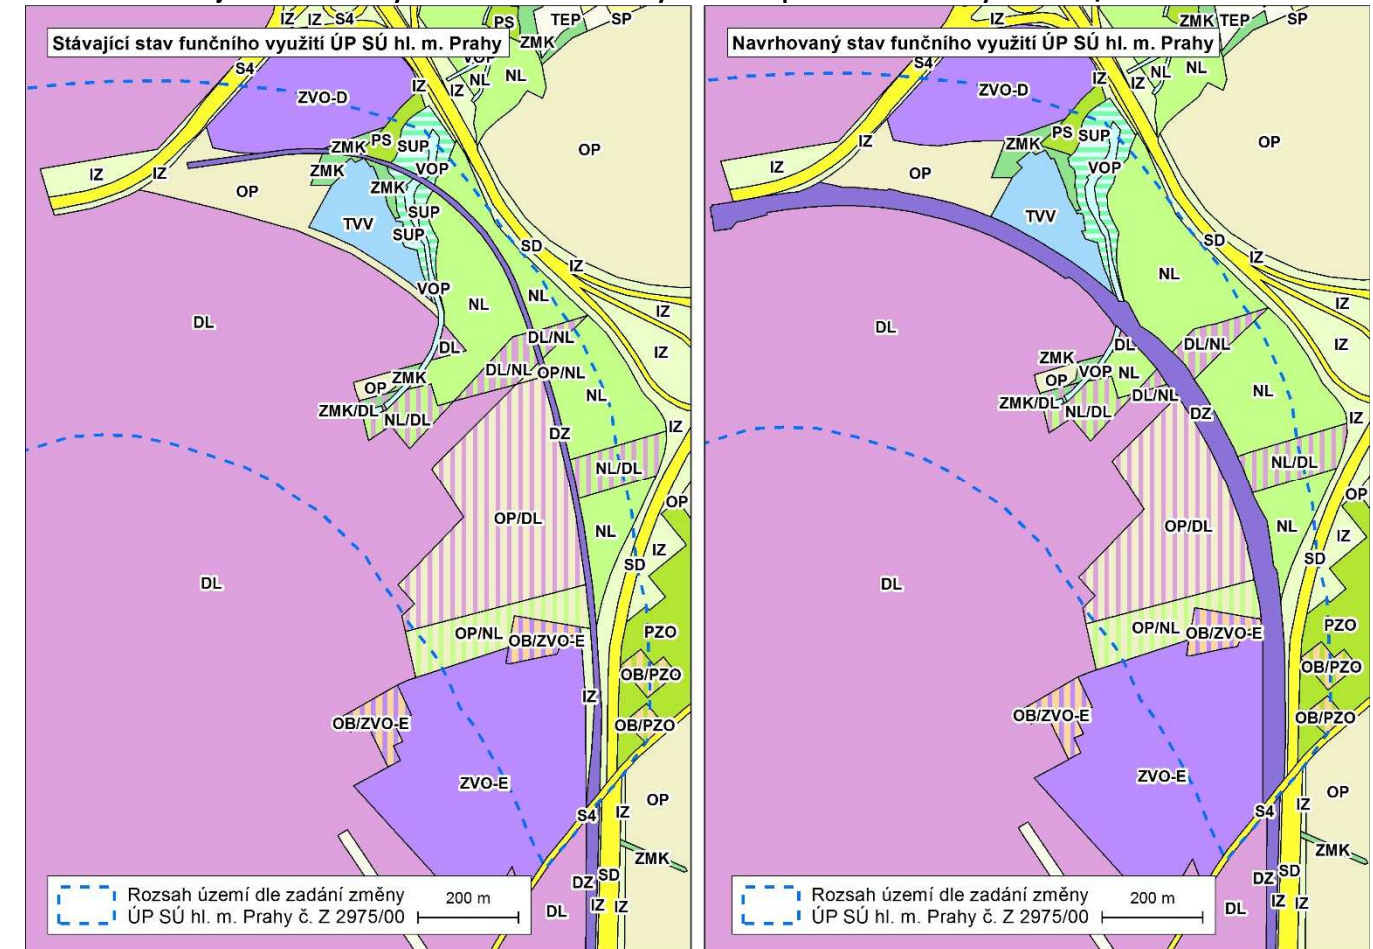 IZ IZ S4
PS TEP SP
ZMK
Stávající stav funčního využití ÚP SÚ hl. m. Prahy
VOP
NL
S4
IZ
IZ
NL
ZVO-D
OP
PS
SUP
ZMK
ZMK
VOP
IZ
IZ
OP
ZMK
SUP
TVV
SUP
SD
IZ
VOP
NL
NL
IZ
DL
DL/NL
DL
IZ
DL/NL
OP/NL
ZMK
OP
NL
ZMK/DL
NL/DL
DZ
IZ
NL/DL
OP
OP/DL
NL
IZ
SD
DL
OP/NL
OB/ZVO-E
PZO
OB/PZO
IZ
OB/ZVO-E
OB/PZO
ZVO-E
OP
S4
IZ
ZMK
DZ
SD
IZ
IZ
DL
Rozsah území dle zadání změny
ÚP SÚ hl. m. Prahy č. Z 2975/00
200 m
IZ
ZMK TEP SP
Navrhovaný stav funčního využití ÚP SÚ hl. m. Prahy
S4
IZ
IZ
NL
NL
ZVO-D
OP
PS
SUP
ZMK
VOP
IZ
IZ
OP
TVV
SD
IZ
NL
IZ
DL
DL
DL/NL
IZ
ZMK
OP
VOP
NL
DL/NL
NL
ZMK/DL
NL/DL
DZ
IZ
NL/DL
OP
OP/DL
NL
IZ
SD
DL
OP/NL
OB/ZVO-E
PZO
OB/PZO
OB/ZVO-E
OB/PZO
ZVO-E
OP
S4
IZ
ZMK
DZ
SD
IZ
IZ
DL
Rozsah území dle zadání změny
ÚP SÚ hl. m. Prahy č. Z 2975/00
200 m